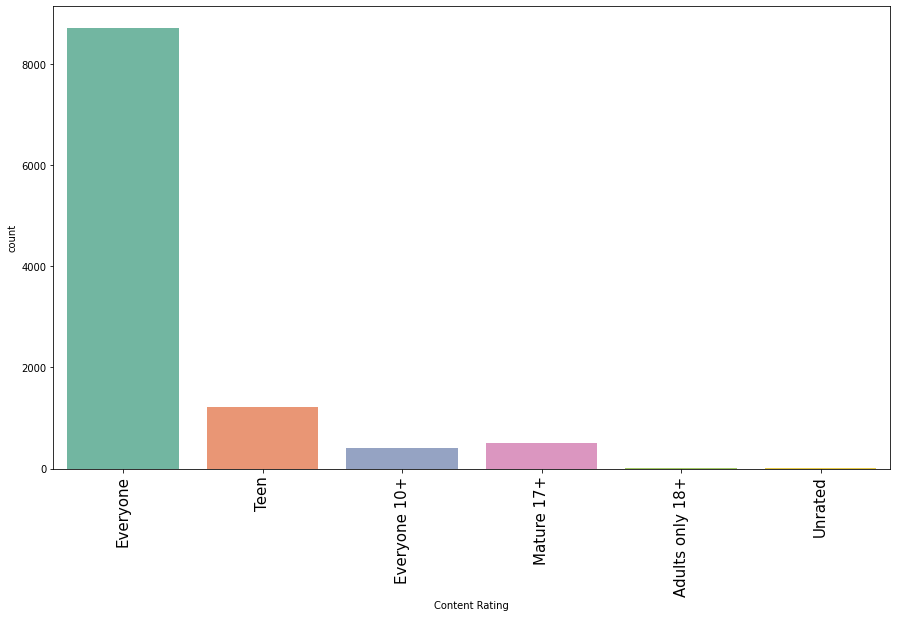 8000
6000
4000
2000
0
count
Everyone
Teen
Everyone 10+
Mature 17+
Adults only 18+
Unrated
Content Rating